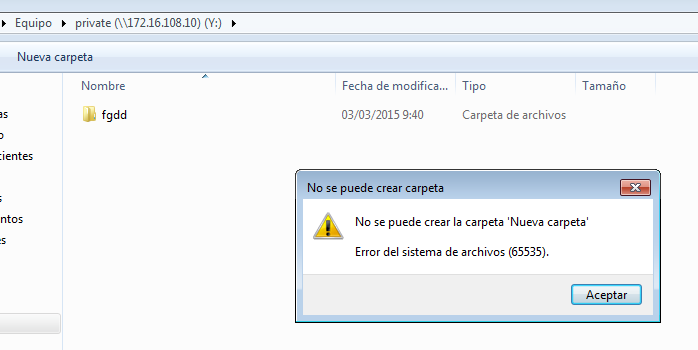 Equipo ▸ private (\\172.16.108.10) (Y:) ▸
Nueva carpeta
Nombre
Fecha de modifica...
Tipo
Tamaño
fgdd
03/03/2015 9:40
Carpeta de archivos
as
o
cientes
s
ntos
es
No se puede crear carpeta
No se puede crear la carpeta 'Nueva carpeta'
Error del sistema de archivos (65535).
Aceptar